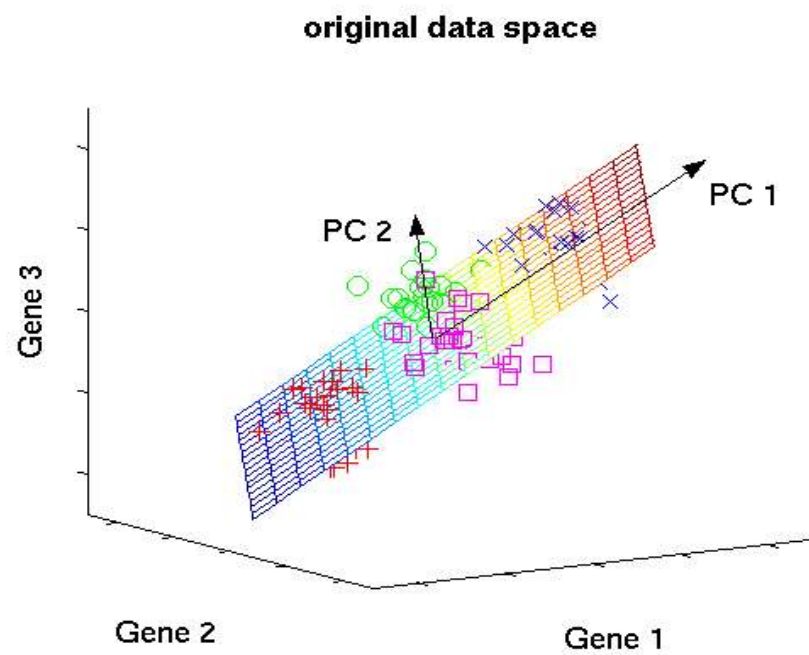 original data space
PC 1
PC 2
Gene 3
Gene 2
Gene 1